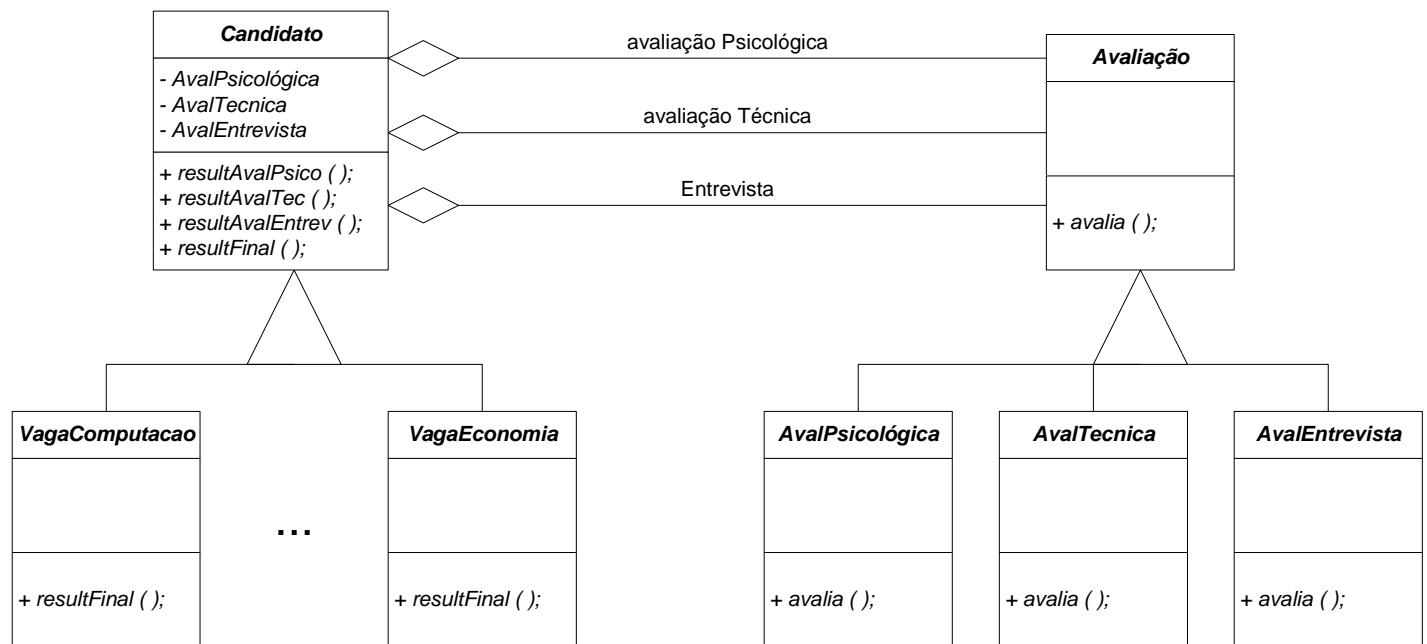 Candidato
- AvalPsicológica
- AvalTecnica
- AvalEntrevista
+ resultAvalPsico ( );
+ resultAvalTec ( );
+ resultAvalEntrev ( );
+ resultFinal ( );
avaliação Psicológica
avaliação Técnica
Entrevista
Avaliação
+ avalia ( );
VagaComputacao
+ resultFinal ( );
...
VagaEconomia
+ resultFinal ( );
AvalPsicológica
+ avalia ( );
AvalTecnica
+ avalia ( );
AvalEntrevista
+ avalia ( );